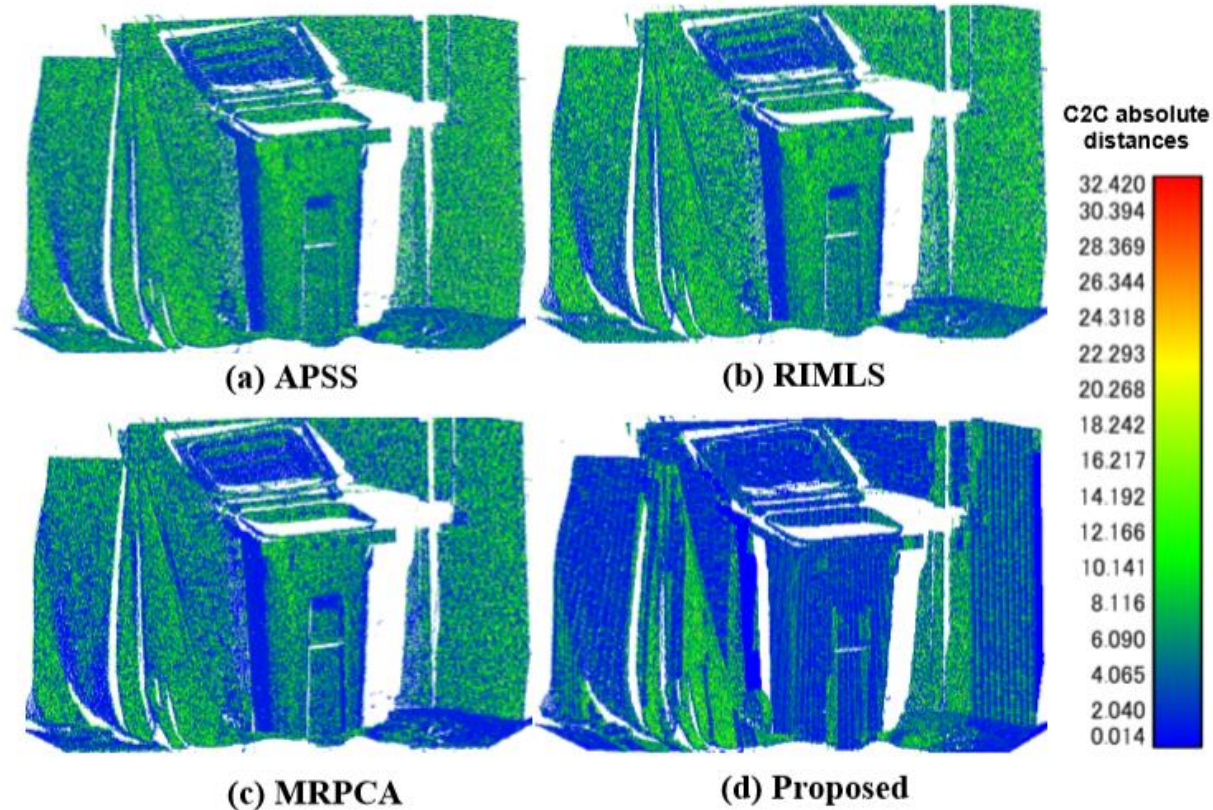 C2C absolute
distances
32.420
30.394
28.369
26.344
24.318
22.293
20.268
18.242
16.217
14.192
12.166
10.141
8.116
6.090
4.065
2.040
0.014
(a) APSS
(b) RIMLS
(c) MRPCA
(d) Proposed